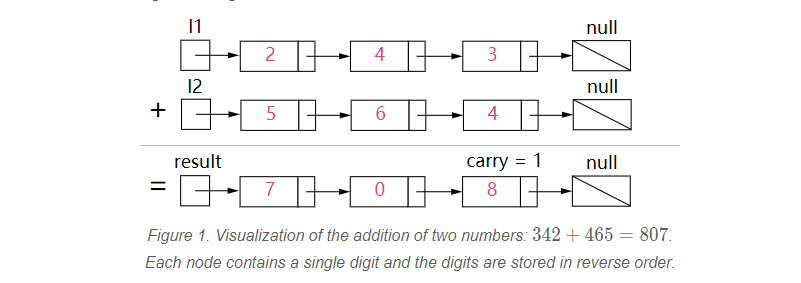 l1 null
2 4 3
l2 null
+ 5 6 4
result carry = 1 null
= 7 0 8
Figure 1. Visualization of the addition of two numbers: 342 + 465 = 807.
Each node contains a single digit and the digits are stored in reverse order.